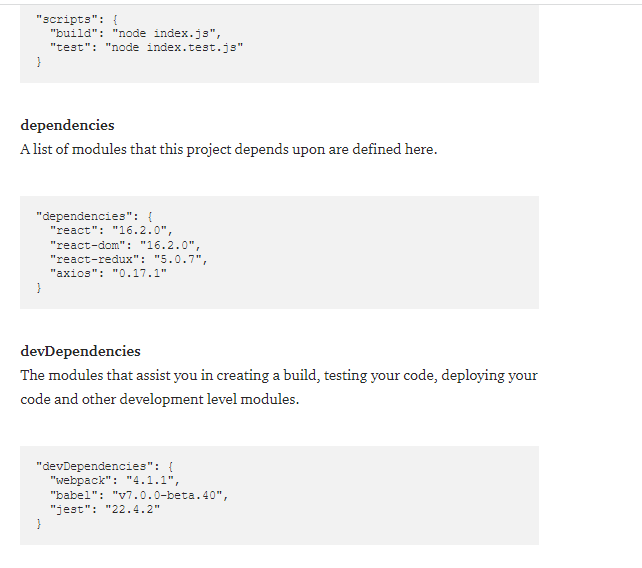 "scripts": {
"build": "node index.js",
"test": "node index.test.js"
}
dependencies
A list of modules that this project depends upon are defined here.
"dependencies": {
"react": "16.2.0",
"react-dom": "16.2.0",
"react-redux": "5.0.7",
"axios": "0.17.1"
}
devDependencies
The modules that assist you in creating a build, testing your code, deploying your
code and other development level modules.
"devDependencies": {
"webpack": "4.1.1",
"babel": "v7.0.0-beta.40",
"jest": "22.4.2"
}